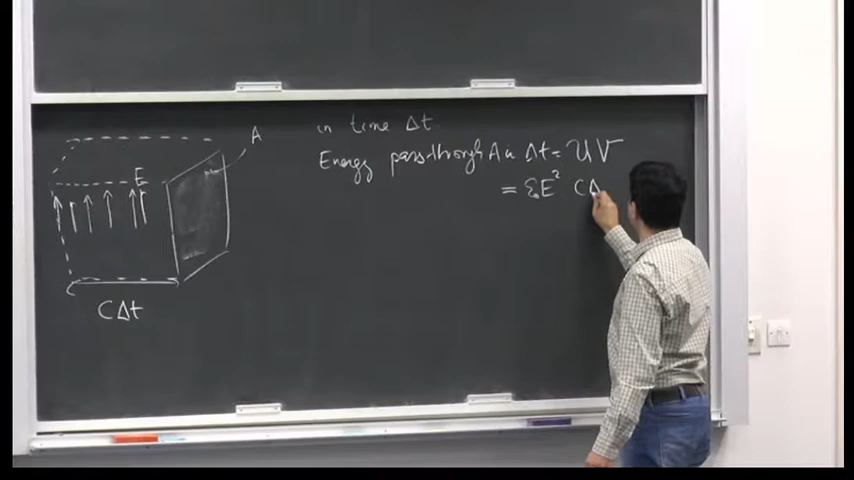 in time Δt
Energy pass through A in Δt = UV
= ε₀E² CΔ
A
E
CΔt